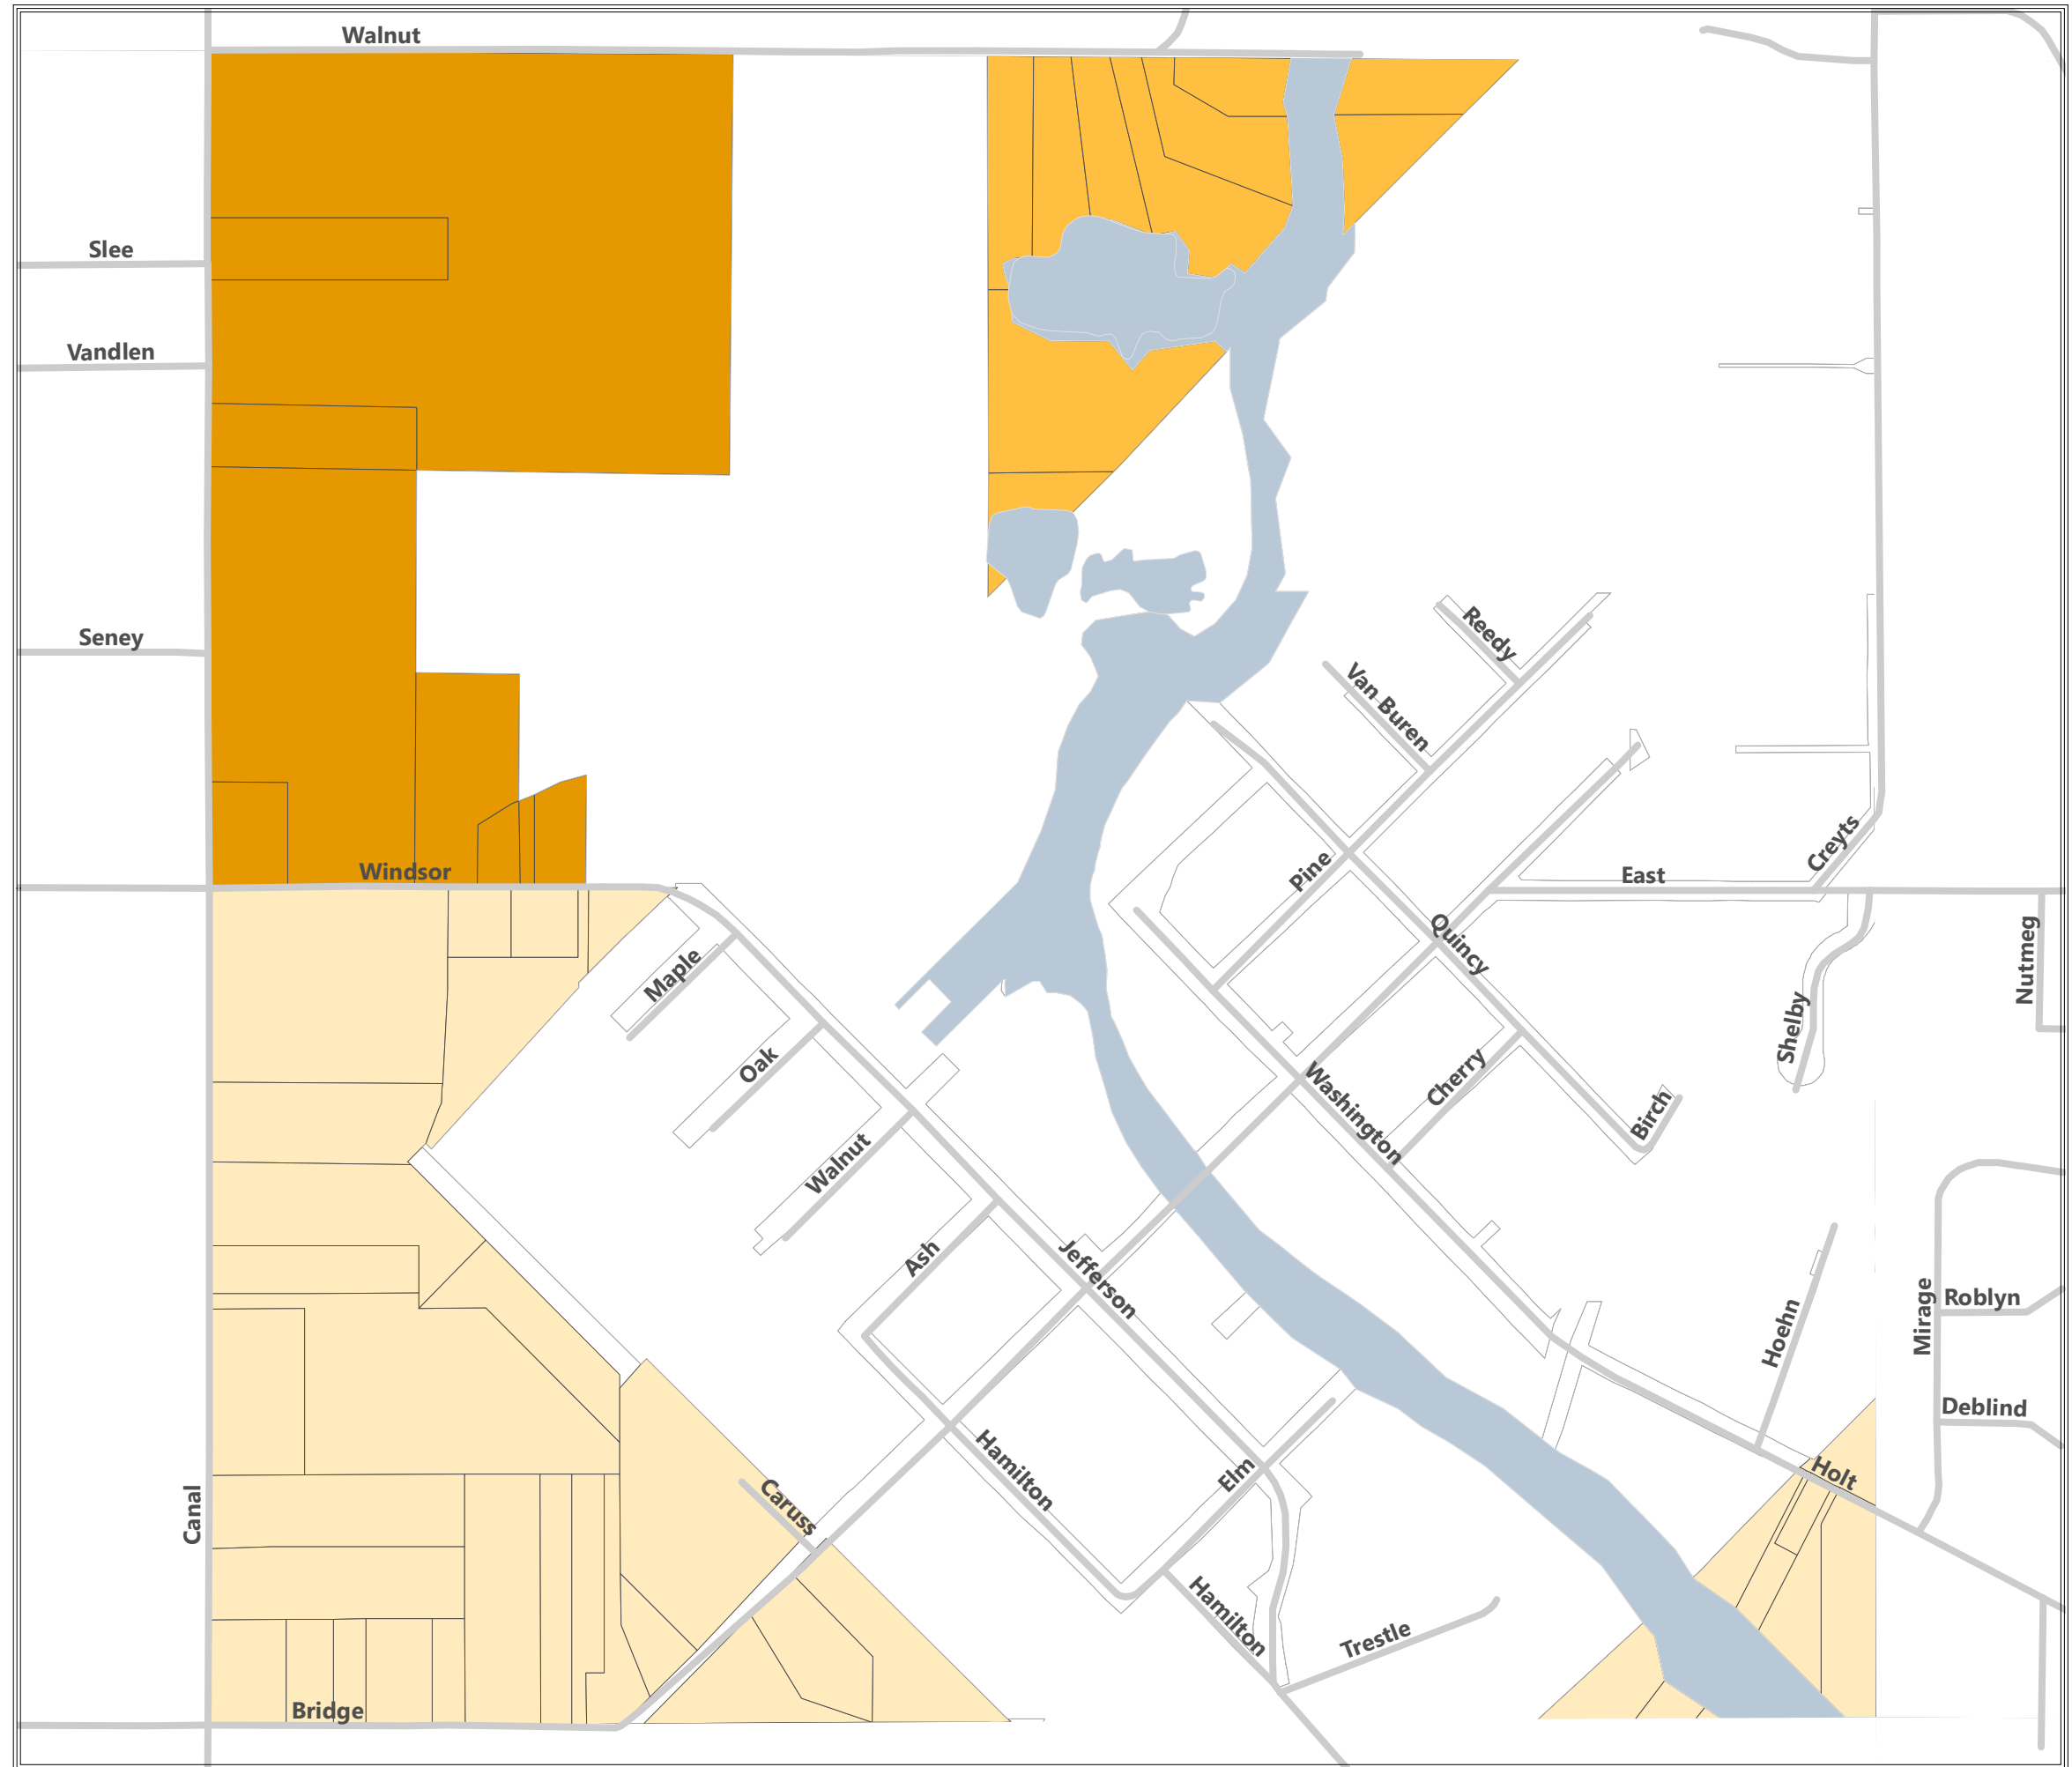 Walnut
Slee
Vandlen
Seney
Reedy
Van Buren
Creyts
Windsor
Pine
East
Quincy
Nutmeg
Maple
Shelby
Oak
Cherry
Washington
Birch
Walnut
Ash
Jefferson
Mirage
Roblyn
Hoehn
Deblind
Hamilton
Elm
Holt
Canal
Caruss
Hamilton
Trestle
Bridge